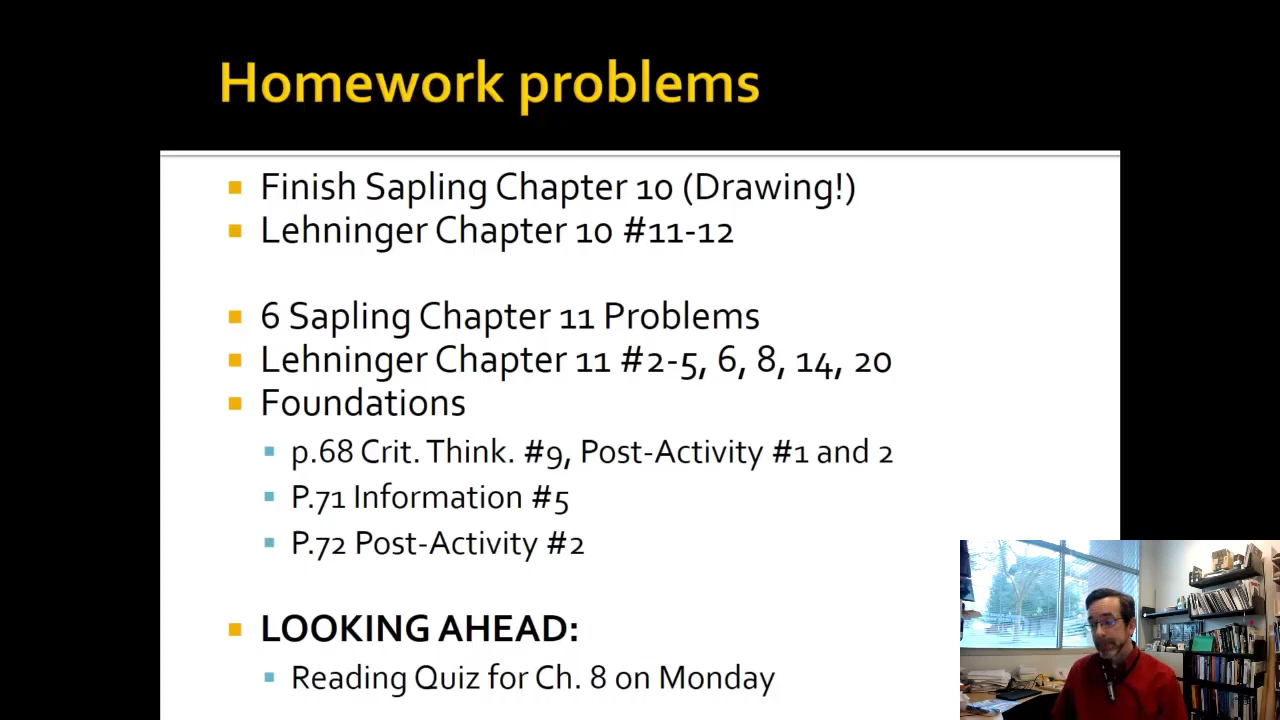 Homework problems
Finish Sapling Chapter 10 (Drawing!)
Lehninger Chapter 10 #11-12
6 Sapling Chapter 11 Problems
Lehninger Chapter 11 #2-5, 6, 8, 14, 20
Foundations
p.68 Crit. Think. #9, Post-Activity #1 and 2
P.71 Information #5
P.72 Post-Activity #2
LOOKING AHEAD:
Reading Quiz for Ch. 8 on Monday